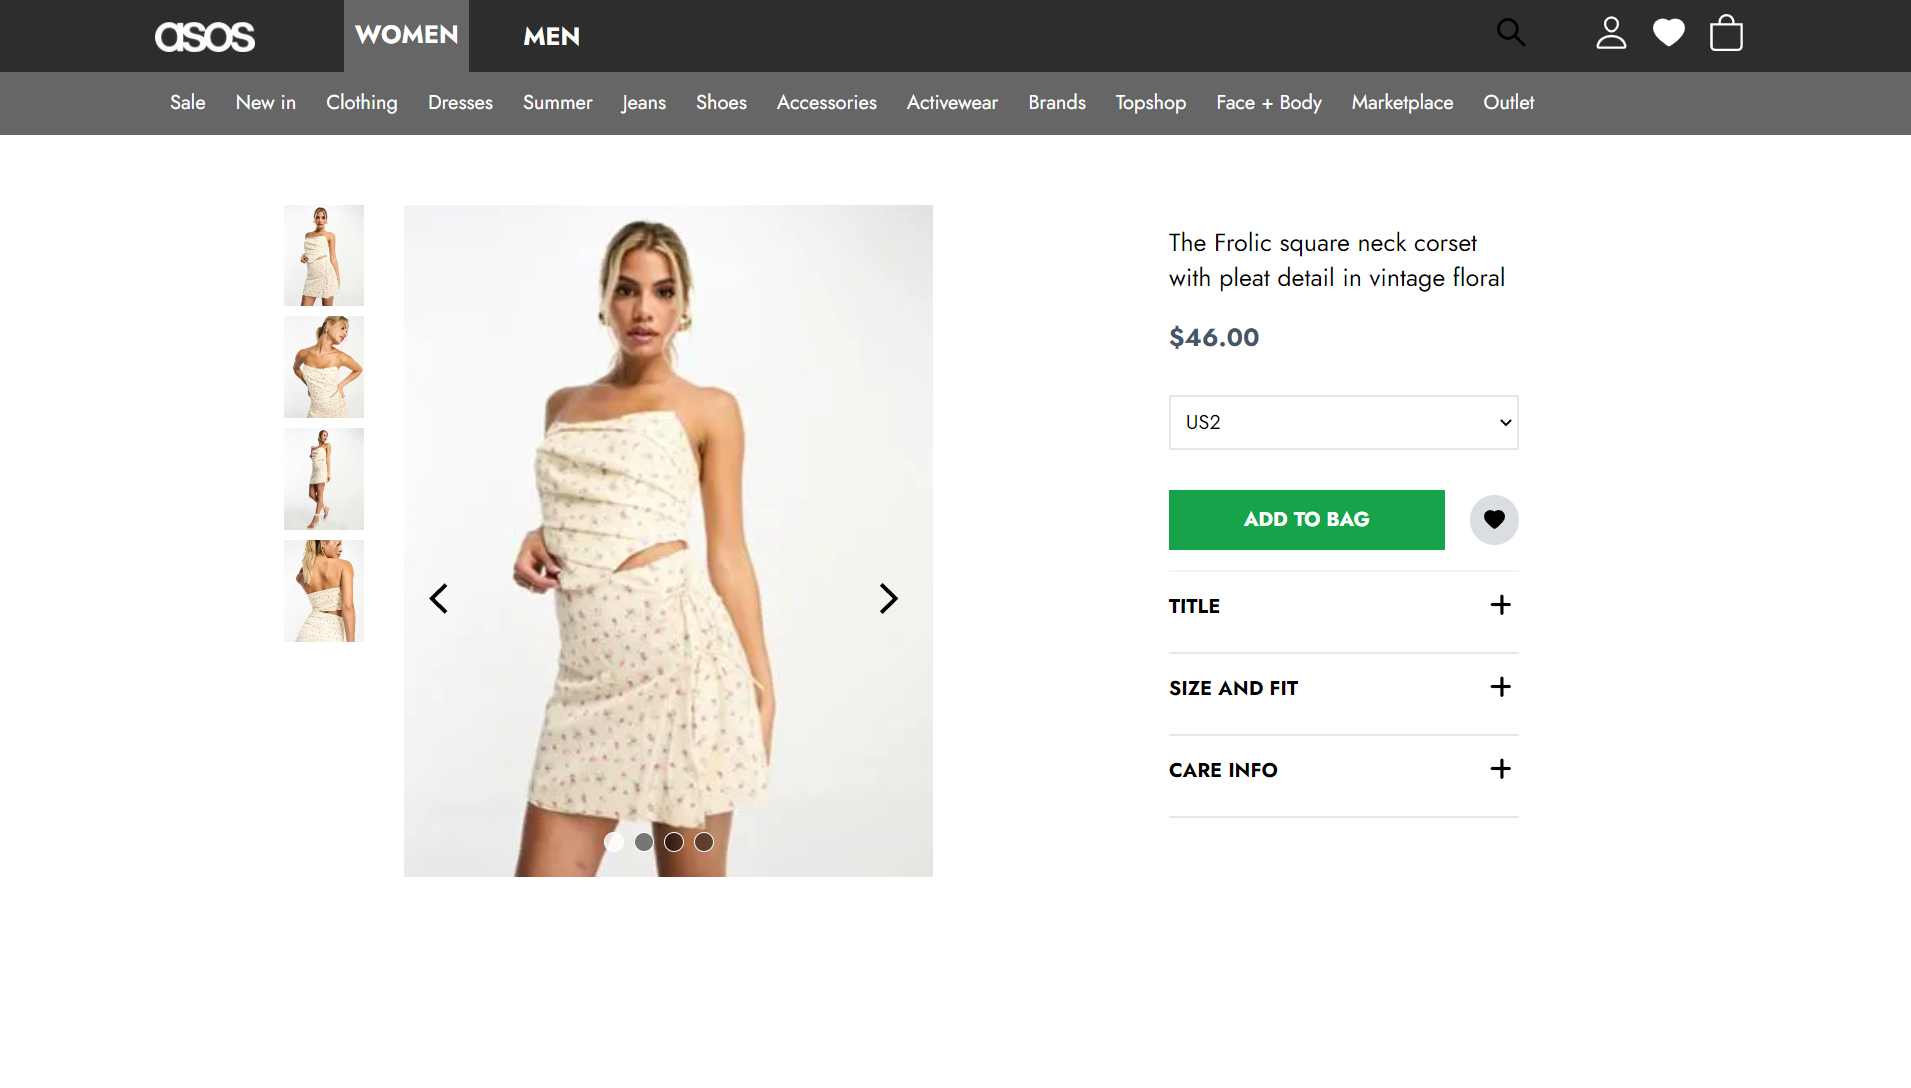 asos
WOMEN
MEN
Sale New in Clothing Dresses Summer Jeans Shoes Accessories Activewear Brands Topshop Face + Body Marketplace Outlet
The Frolic square neck corset
with pleat detail in vintage floral
$46.00
US2
ADD TO BAG
TITLE
SIZE AND FIT
CARE INFO